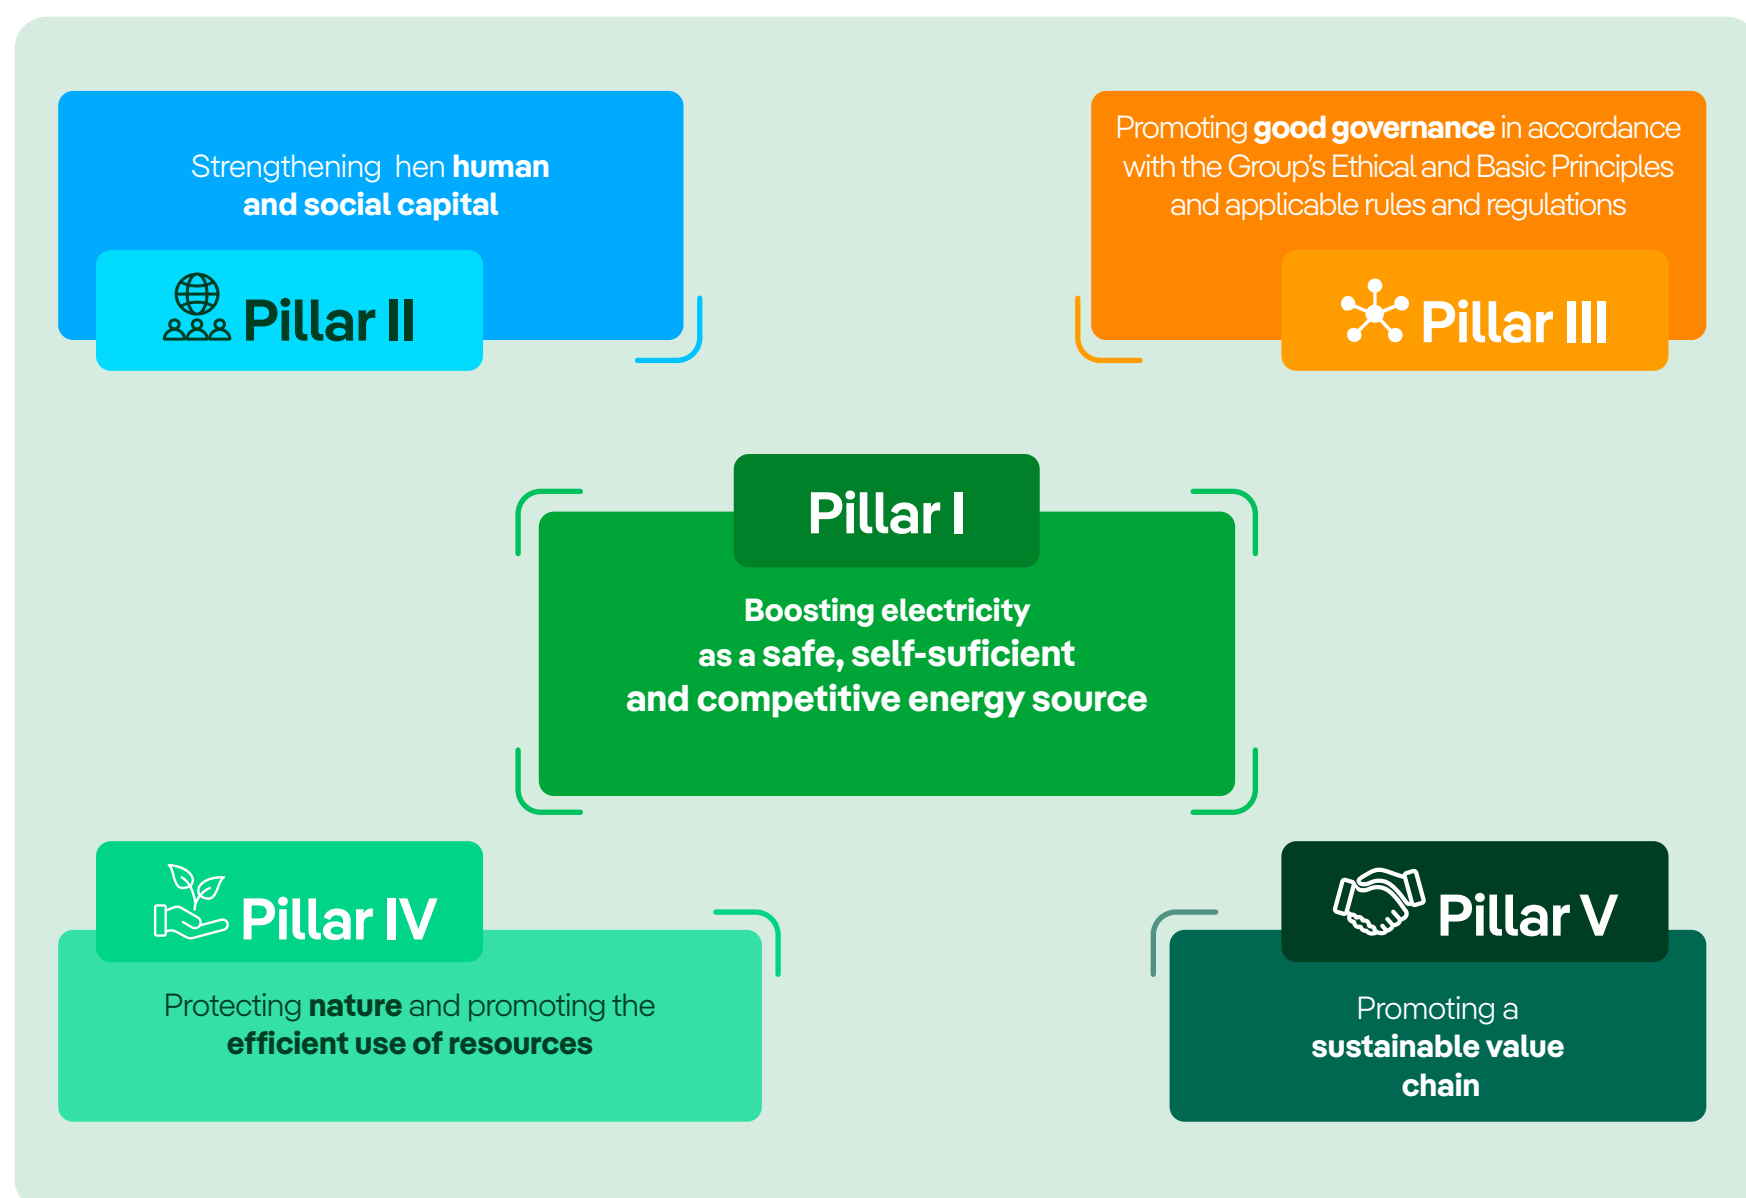 Strengthening hen human
and social capital
Pillar II
Promoting good governance in accordance
with the Group's Ethical and Basic Principles
and applicable rules and regulations
Pillar III
Pillar I
Boosting electricity
as a safe, self-suficient
and competitive energy source
Pillar IV
Protecting nature and promoting the
efficient use of resources
Pillar V
Promoting a
sustainable value
chain